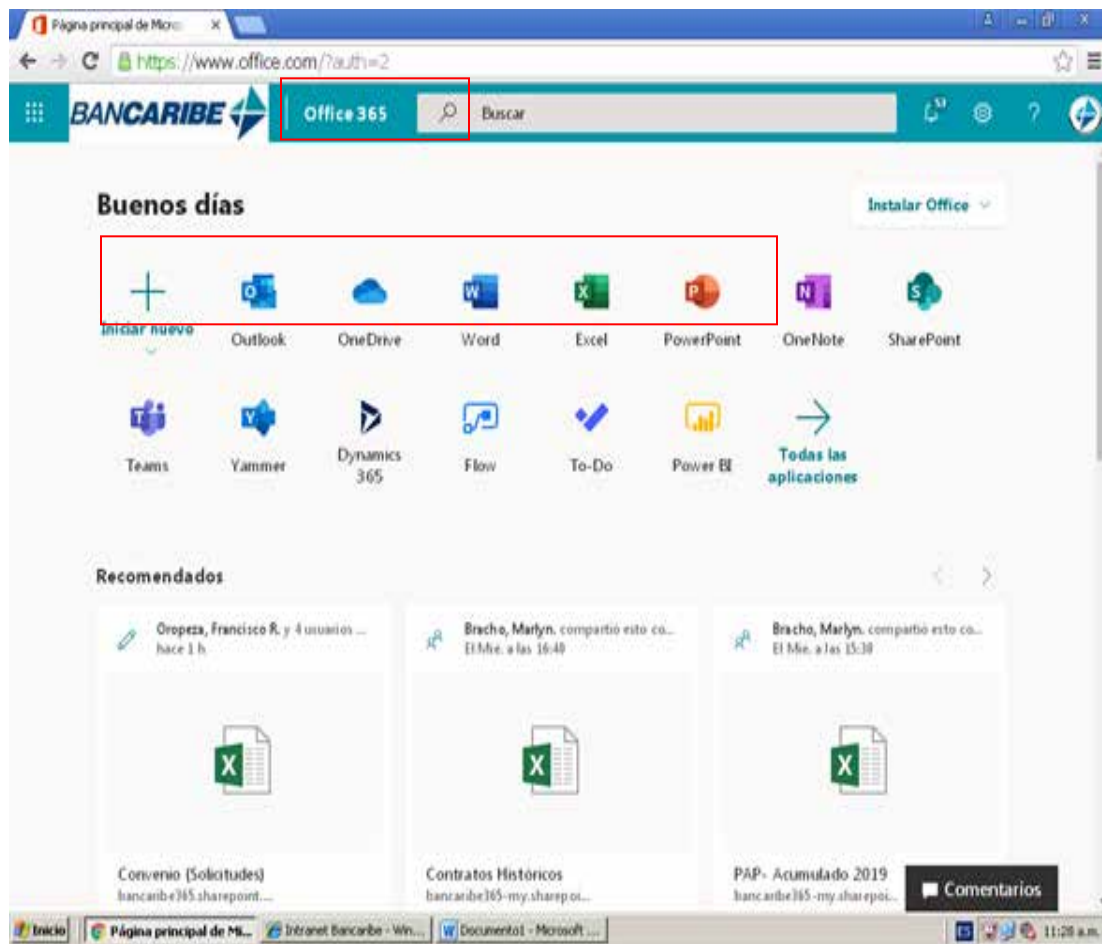 Página principal de Micro
https://www.office.com/?auth=2
BANCARIBE
Office 365
Buscar
Buenos días
Instalar Office
Iniciar nuevo
Outlook
OneDrive
Word
Excel
PowerPoint
OneNote
SharePoint
Teams
Yammer
Dynamics
365
Flow
To-Do
Power BI
Todas las
aplicaciones
Recomendados
Oropeza, Francisco R. y 4 usuarios ...
hace 1 h
Bracho, Marlyn. compartió esto co...
El Mie. a las 16:40
Bracho, Marlyn. compartió esto co...
El Mie. a las 15:38
Convenio (Solicitudes)
bancaribe365.sharepoint....
Contratos Históricos
bancaribe365-my.sharepoi...
PAP- Acumulado 2019
bancaribe365-my.sharepoi...
Comentarios
Inicio
Página principal de Mi...
Intranet Bancaribe - Win...
Documento1 - Microsoft ...
ES
11:28 a.m.